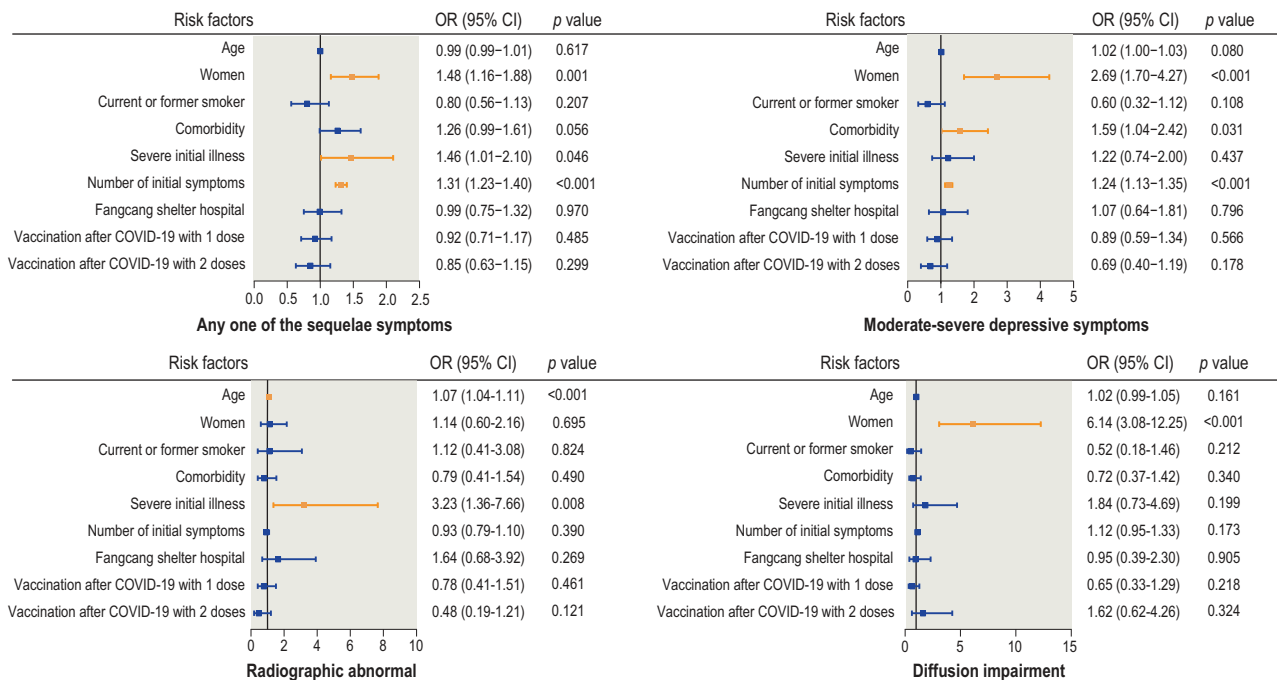 Risk factors OR (95% CI) p value
Age 0.99 (0.99–1.01) 0.617
Women 1.48 (1.16–1.88) 0.001
Current or former smoker 0.80 (0.56–1.13) 0.207
Comorbidity 1.26 (0.99–1.61) 0.056
Severe initial illness 1.46 (1.01–2.10) 0.046
Number of initial symptoms 1.31 (1.23–1.40) <0.001
Fangcang shelter hospital 0.99 (0.75–1.32) 0.970
Vaccination after COVID-19 with 1 dose 0.92 (0.71–1.17) 0.485
Vaccination after COVID-19 with 2 doses 0.85 (0.63–1.15) 0.299
0.0 0.5 1.0 1.5 2.0 2.5
Any one of the sequelae symptoms
Risk factors OR (95% CI) p value
Age 1.02 (1.00–1.03) 0.080
Women 2.69 (1.70–4.27) <0.001
Current or former smoker 0.60 (0.32–1.12) 0.108
Comorbidity 1.59 (1.04–2.42) 0.031
Severe initial illness 1.22 (0.74–2.00) 0.437
Number of initial symptoms 1.24 (1.13–1.35) <0.001
Fangcang shelter hospital 1.07 (0.64–1.81) 0.796
Vaccination after COVID-19 with 1 dose 0.89 (0.59–1.34) 0.566
Vaccination after COVID-19 with 2 doses 0.69 (0.40–1.19) 0.178
0 1 2 3 4 5
Moderate-severe depressive symptoms
Risk factors OR (95% CI) p value
Age 1.07 (1.04-1.11) <0.001
Women 1.14 (0.60-2.16) 0.695
Current or former smoker 1.12 (0.41-3.08) 0.824
Comorbidity 0.79 (0.41-1.54) 0.490
Severe initial illness 3.23 (1.36-7.66) 0.008
Number of initial symptoms 0.93 (0.79-1.10) 0.390
Fangcang shelter hospital 1.64 (0.68-3.92) 0.269
Vaccination after COVID-19 with 1 dose 0.78 (0.41-1.51) 0.461
Vaccination after COVID-19 with 2 doses 0.48 (0.19-1.21) 0.121
0 2 4 6 8 10
Radiographic abnormal
Risk factors OR (95% CI) p value
Age 1.02 (0.99-1.05) 0.161
Women 6.14 (3.08-12.25) <0.001
Current or former smoker 0.52 (0.18-1.46) 0.212
Comorbidity 0.72 (0.37-1.42) 0.340
Severe initial illness 1.84 (0.73-4.69) 0.199
Number of initial symptoms 1.12 (0.95-1.33) 0.173
Fangcang shelter hospital 0.95 (0.39-2.30) 0.905
Vaccination after COVID-19 with 1 dose 0.65 (0.33-1.29) 0.218
Vaccination after COVID-19 with 2 doses 1.62 (0.62-4.26) 0.324
0 5 10 15
Diffusion impairment